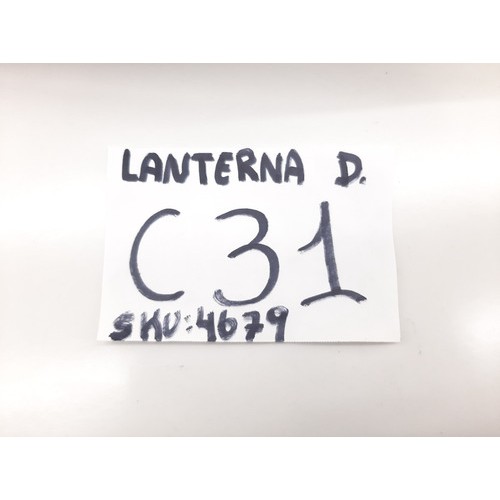 LANTERNA D.
C31
SKU:4679